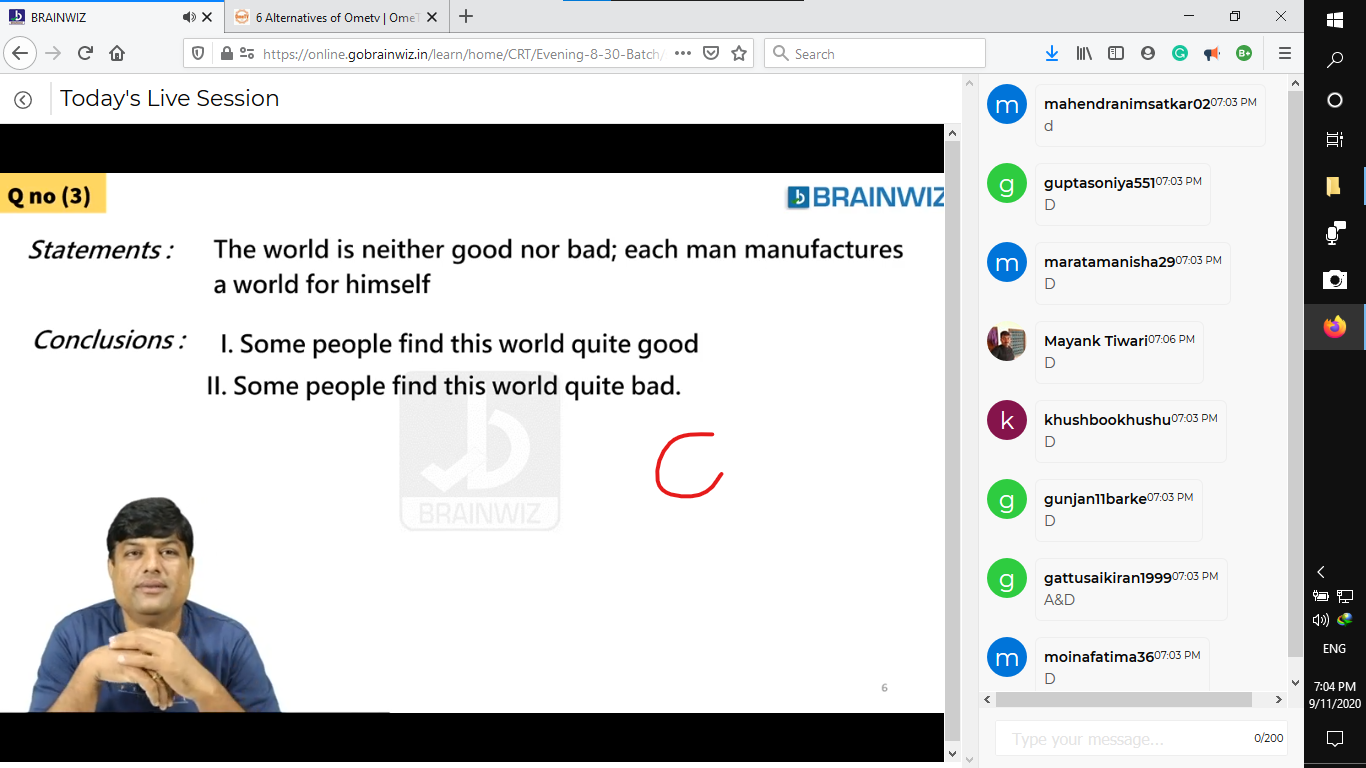 BRAINWIZ
6 Alternatives of Ometv | OmeT
https://online.gobrainwiz.in/learn/home/CRT/Evening-8-30-Batch/
Search
Today's Live Session
Q no (3)
BRAINWIZ
Statements : The world is neither good nor bad; each man manufactures
a world for himself
Conclusions : I. Some people find this world quite good
II. Some people find this world quite bad.
BRAINWIZ
6
mahendranimsatkar02 07:03 PM
d
guptasoniya551 07:03 PM
D
maratamanisha29 07:03 PM
D
Mayank Tiwari 07:06 PM
D
khushbookhushu 07:03 PM
D
gunjan11barke 07:03 PM
D
gattusaikiran1999 07:03 PM
A&D
moinafatima36 07:03 PM
D
Type your message...
0/200
ENG
7:04 PM
9/11/2020